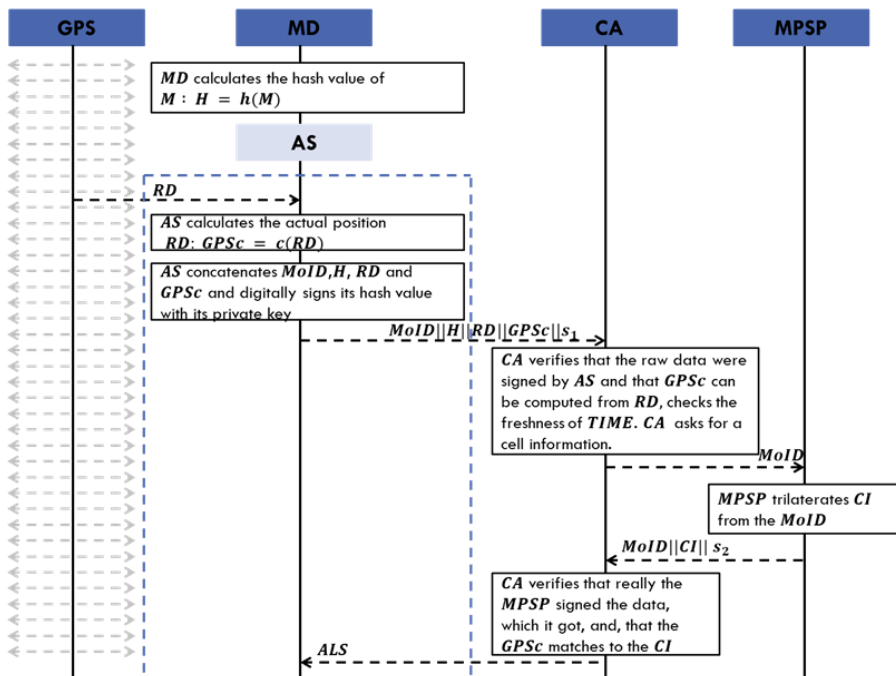 GPS MD CA MPSP
MD calculates the hash value of
M : H = h(M)
AS
RD
AS calculates the actual position
RD: GPSc = c(RD)
AS concatenates MoID,H, RD and
GPSc and digitally signs its hash value
with its private key
MoID||H||RD||GPSc||s₁
CA verifies that the raw data were
signed by AS and that GPSc can
be computed from RD, checks the
freshness of TIME. CA asks for a
cell information.
MoID
MPSP trilaterates CI
from the MoID
MoID||CI|| s₂
CA verifies that really the
MPSP signed the data,
which it got, and, that the
GPSc matches to the CI
ALS